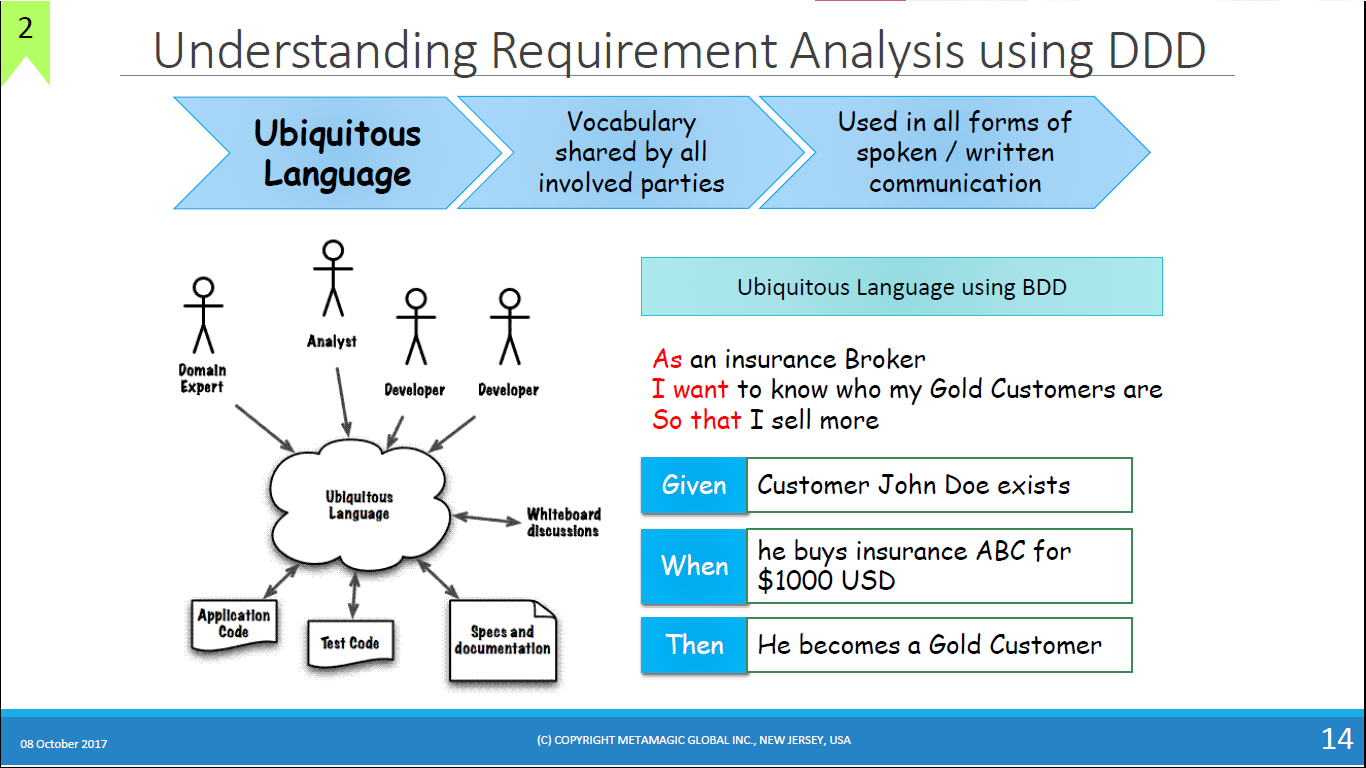 2
Understanding Requirement Analysis using DDD
Ubiquitous
Language
Vocabulary
shared by all
involved parties
Used in all forms of
spoken / written
communication
Domain
Expert
Analyst
Developer
Developer
Ubiquitous
Language
Whiteboard
discussions
Application
Code
Test Code
Specs and
documentation
Ubiquitous Language using BDD
As an insurance Broker
I want to know who my Gold Customers are
So that I sell more
Given
Customer John Doe exists
When
he buys insurance ABC for
$1000 USD
Then
He becomes a Gold Customer
08 October 2017
(C) COPYRIGHT METAMAGIC GLOBAL INC., NEW JERSEY, USA
14